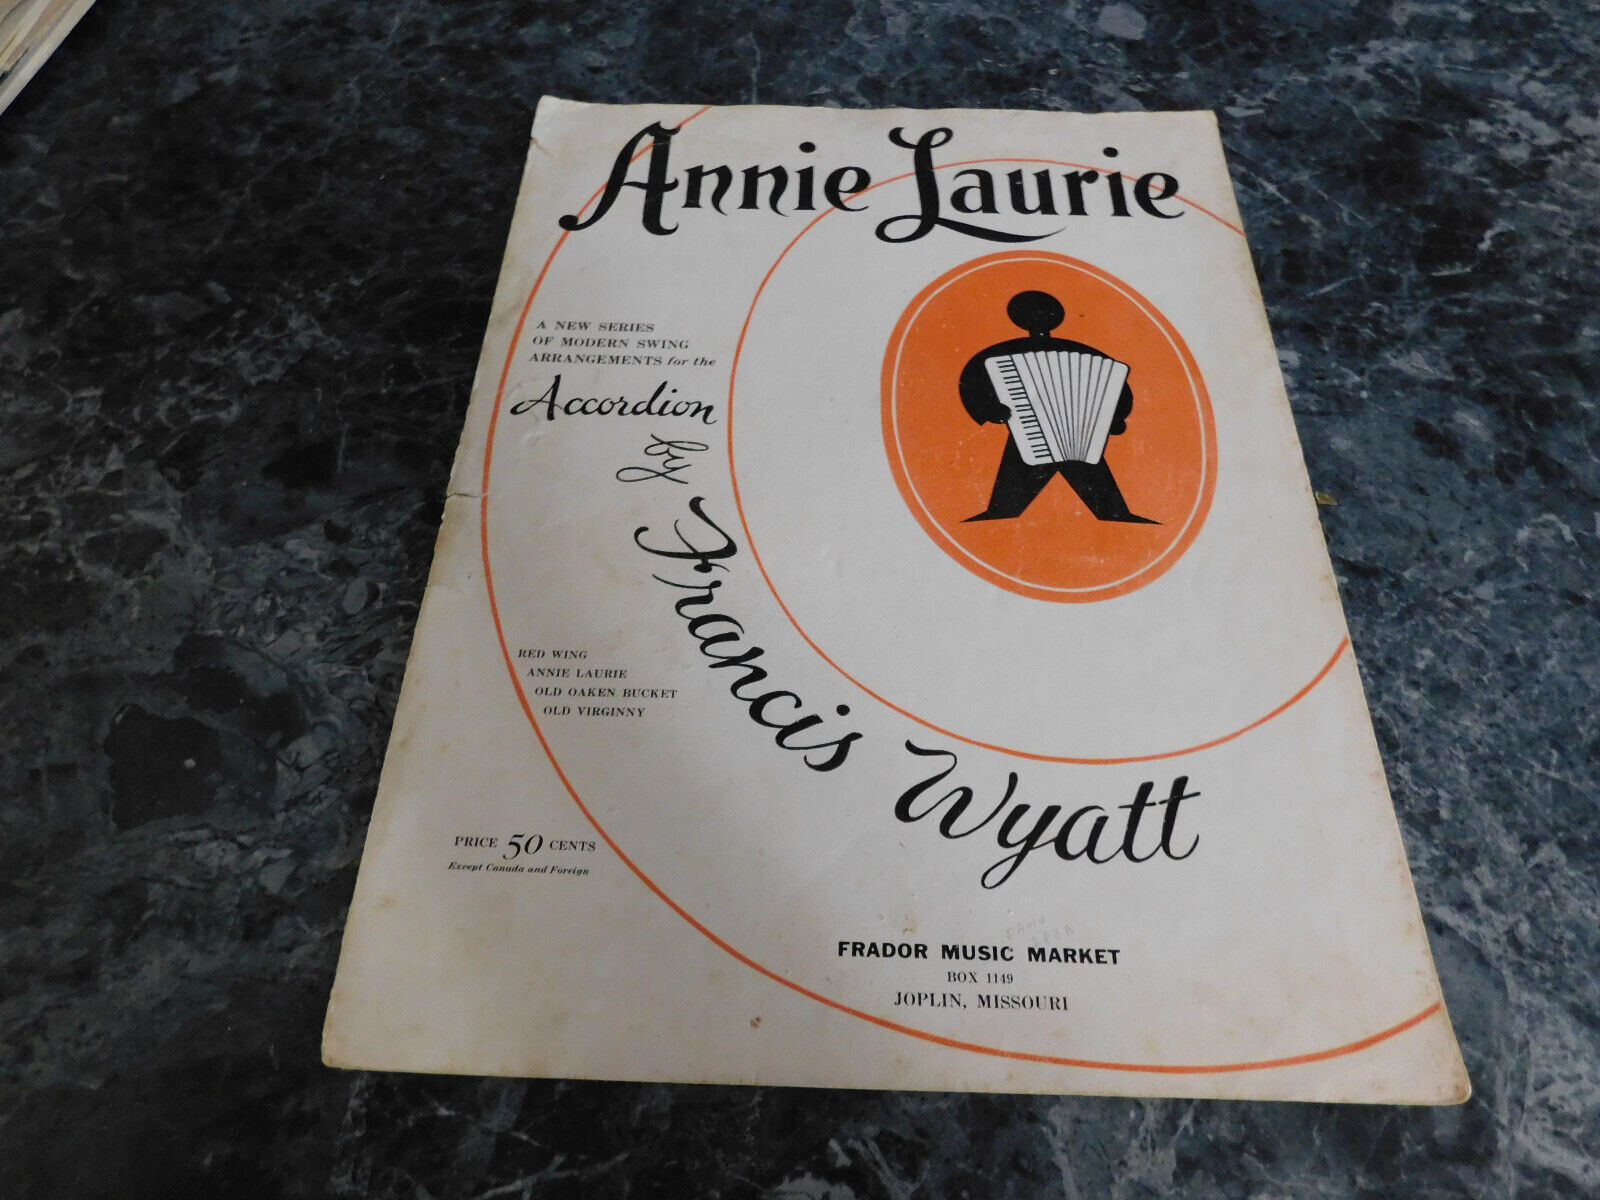 Annie Laurie
A NEW SERIES
OF MODERN SWING
ARRANGEMENTS for the
Accordion
by
Francis Wyatt
RED WING
ANNIE LAURIE
OLD OAKEN BUCKET
OLD VIRGINNY
PRICE 50 CENTS
Except Canada and Foreign
FRADOR MUSIC MARKET
BOX 1149
JOPLIN, MISSOURI